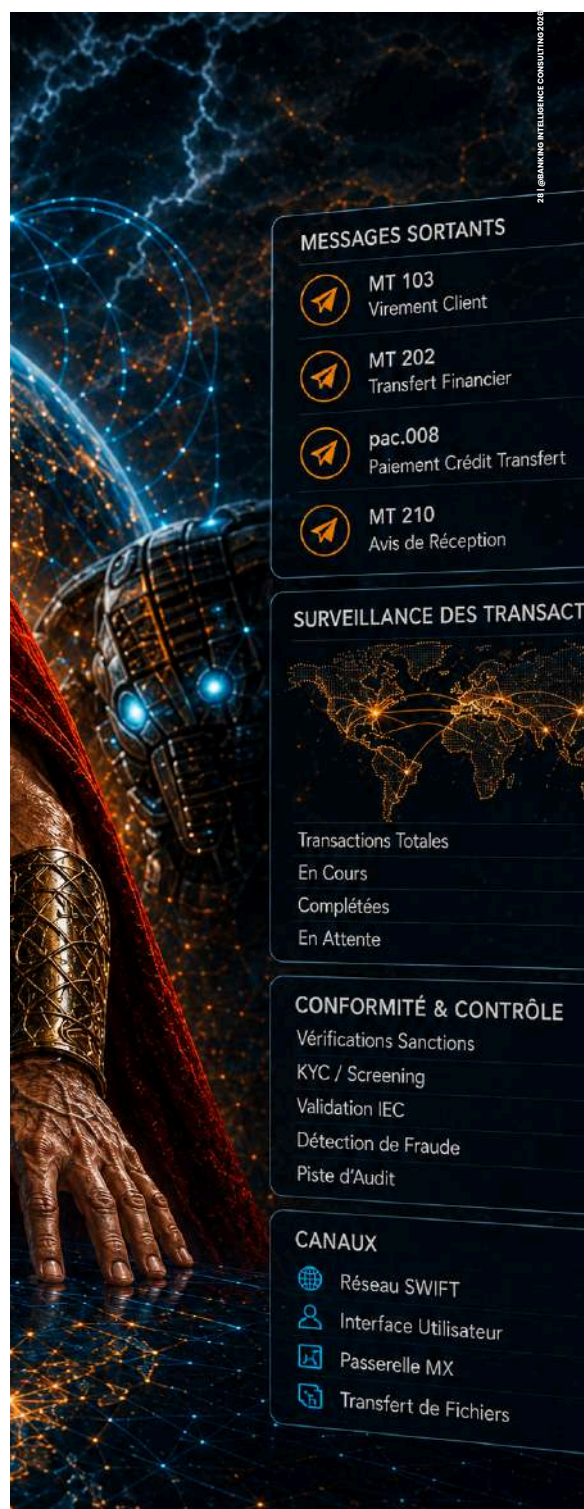 28 | @BANKING INTELLIGENCE CONSULTING 2026
MESSAGES SORTANTS
MT 103
Virement Client
MT 202
Transfert Financier
pac.008
Paiement Crédit Transfert
MT 210
Avis de Réception
SURVEILLANCE DES TRANSACT
Transactions Totales
En Cours
Complétées
En Attente
CONFORMITÉ & CONTRÔLE
Vérifications Sanctions
KYC / Screening
Validation IEC
Détection de Fraude
Piste d'Audit
CANAUX
Réseau SWIFT
Interface Utilisateur
Passerelle MX
Transfert de Fichiers